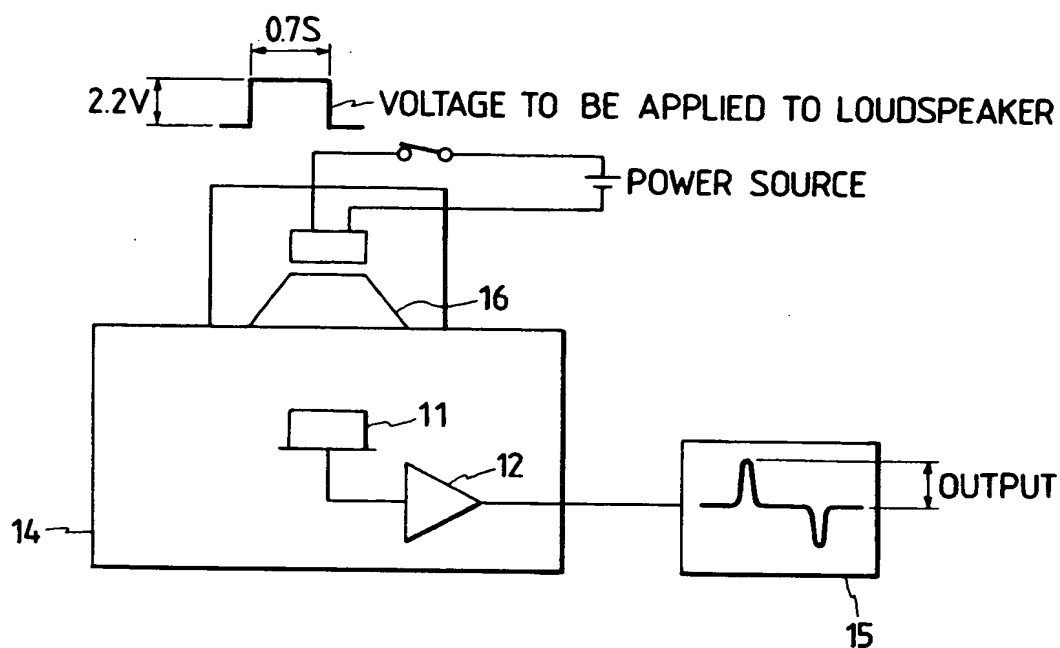 0.7S
2.2V
VOLTAGE TO BE APPLIED TO LOUDSPEAKER
POWER SOURCE
16
11
12
OUTPUT
14
15